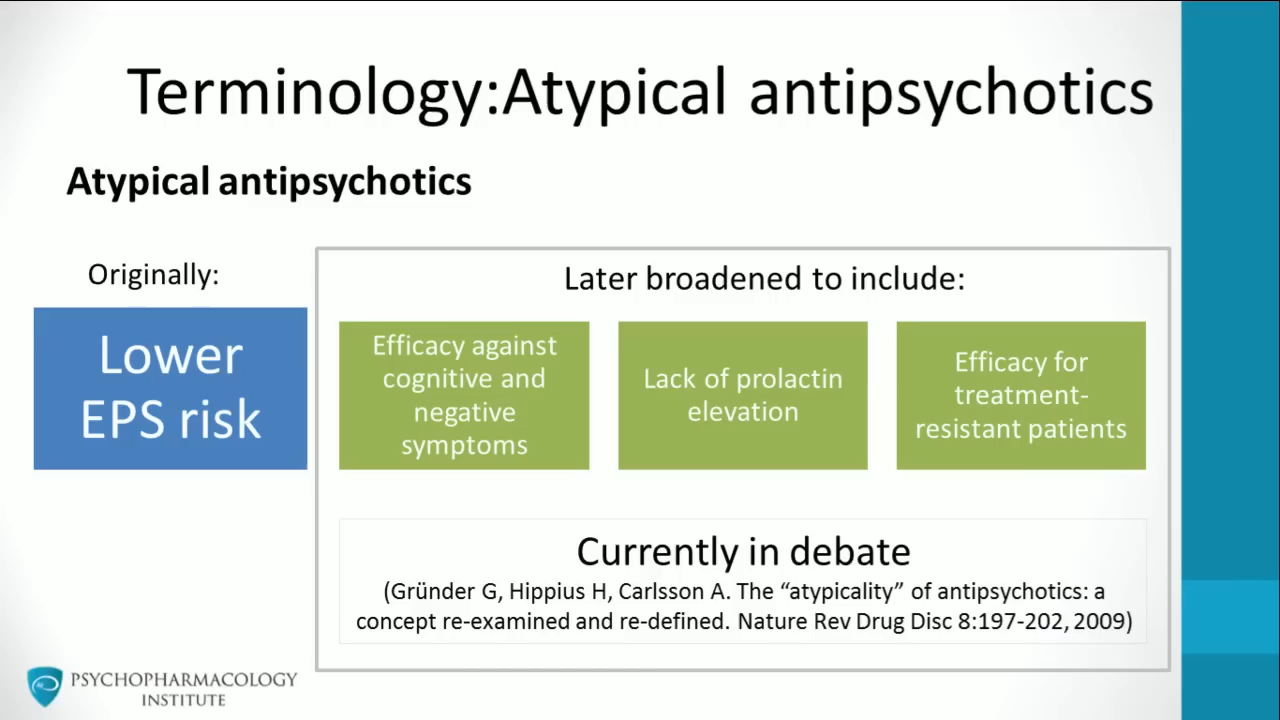 Terminology:Atypical antipsychotics
Atypical antipsychotics
Originally:
Lower
EPS risk
Later broadened to include:
Efficacy against
cognitive and
negative
symptoms
Lack of prolactin
elevation
Efficacy for
treatment-
resistant patients
Currently in debate
(Gründer G, Hippius H, Carlsson A. The “atypicality” of antipsychotics: a
concept re-examined and re-defined. Nature Rev Drug Disc 8:197-202, 2009)
PSYCHOPHARMACOLOGY
INSTITUTE